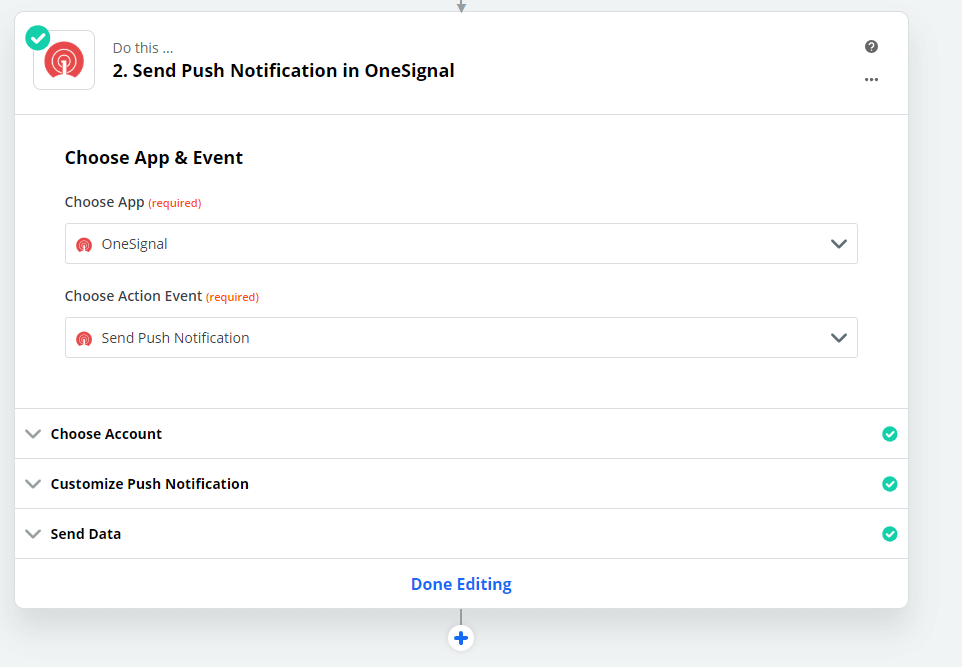 Do this ...
2. Send Push Notification in OneSignal
Choose App & Event
Choose App (required)
OneSignal
Choose Action Event (required)
Send Push Notification
Choose Account
Customize Push Notification
Send Data
Done Editing